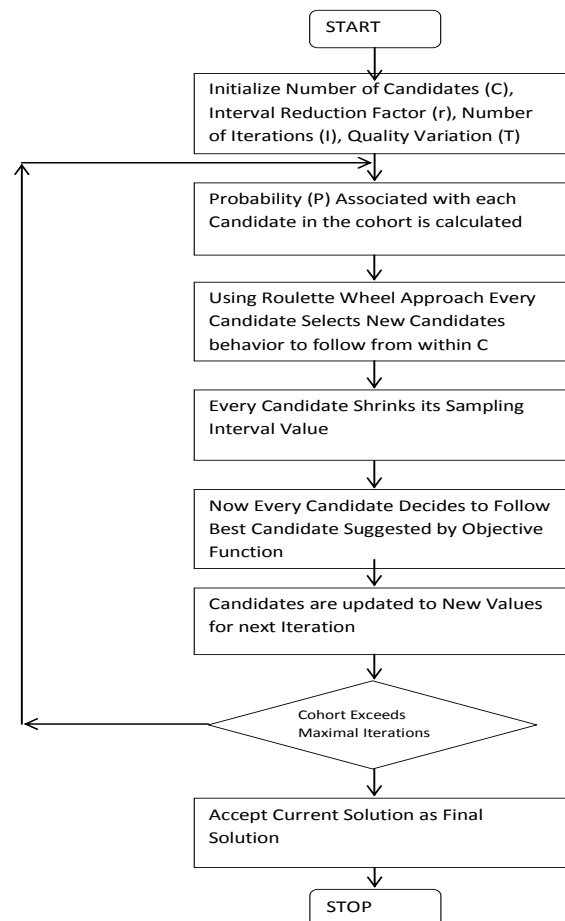 START
Initialize Number of Candidates (C),
Interval Reduction Factor (r), Number
of Iterations (I), Quality Variation (T)
Probability (P) Associated with each
Candidate in the cohort is calculated
Using Roulette Wheel Approach Every
Candidate Selects New Candidates
behavior to follow from within C
Every Candidate Shrinks its Sampling
Interval Value
Now Every Candidate Decides to Follow
Best Candidate Suggested by Objective
Function
Candidates are updated to New Values
for next Iteration
Cohort Exceeds
Maximal Iterations
Accept Current Solution as Final
Solution
STOP